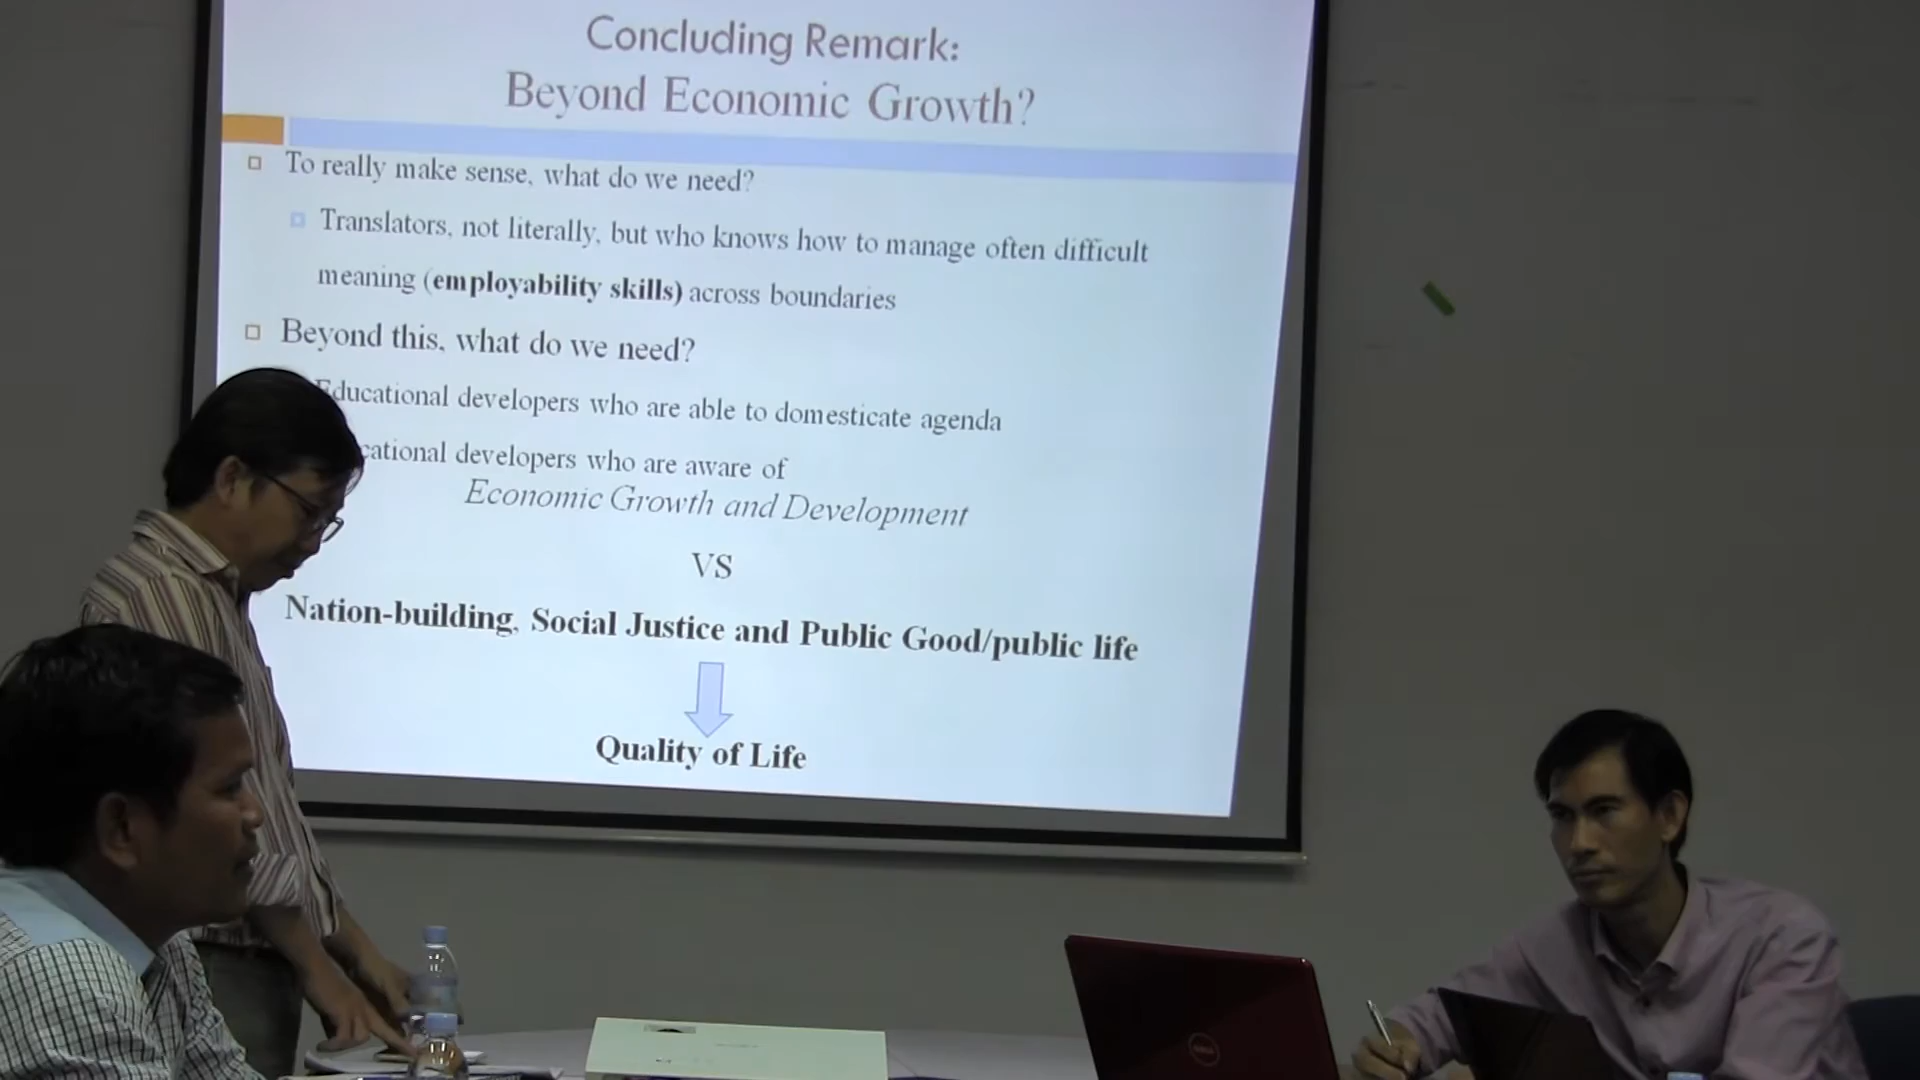 Concluding Remark:
Beyond Economic Growth?
To really make sense, what do we need?
Translators, not literally, but who knows how to manage often difficult
meaning (employability skills) across boundaries
Beyond this, what do we need?
Educational developers who are able to domesticate agenda
developers who are aware of
Economic Growth and Development
VS
Nation-building, Social Justice and Public Good/public life
Quality of Life
DELL